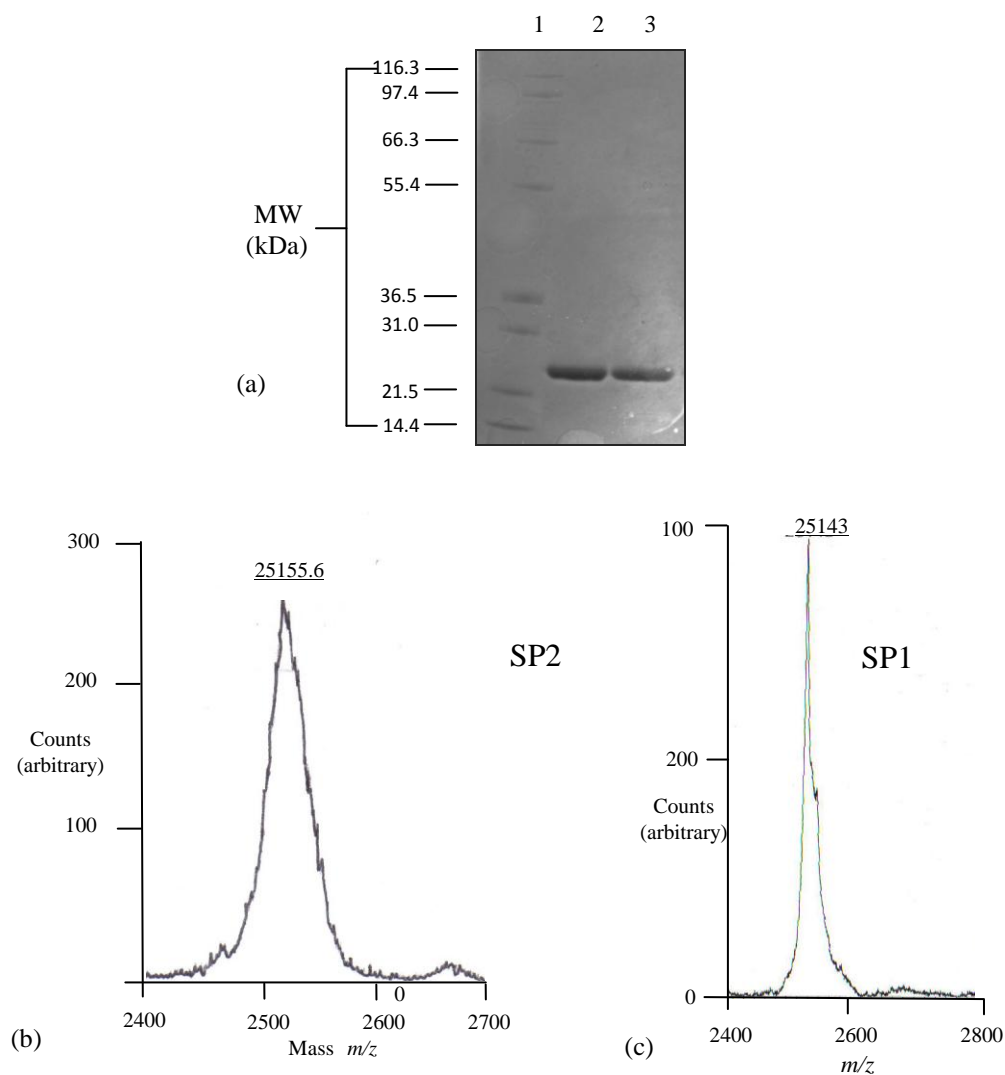 1 2 3
116.3
97.4
66.3
55.4
MW
(kDa)
36.5
31.0
(a)
21.5
14.4
300
25155.6
SP2
200
Counts
(arbitrary)
100
0
2400 2500 2600 2700
(b)
Mass m/z
100
25143
SP1
200
Counts
(arbitrary)
0
2400 2600 2800
(c)
m/z